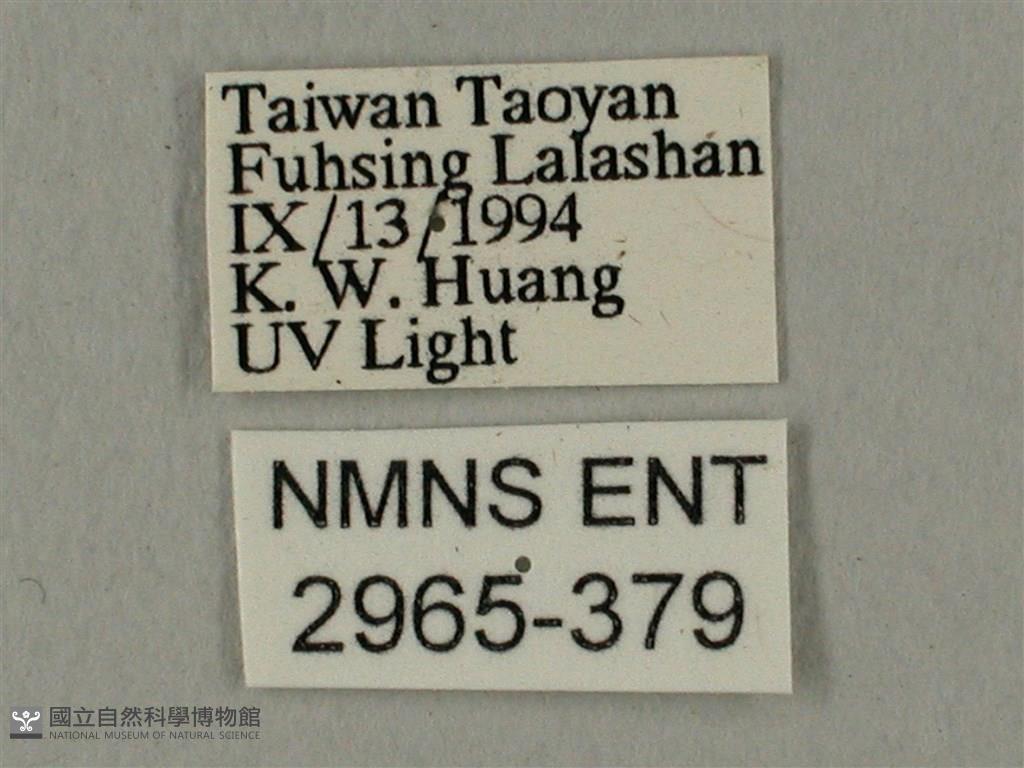 Taiwan Taoyan
Fuhsing Lalashan
IX/13/1994
K. W. Huang
UV Light
NMNS ENT
2965-379
國立自然科學博物館
NATIONAL MUSEUM OF NATURAL SCIENCE